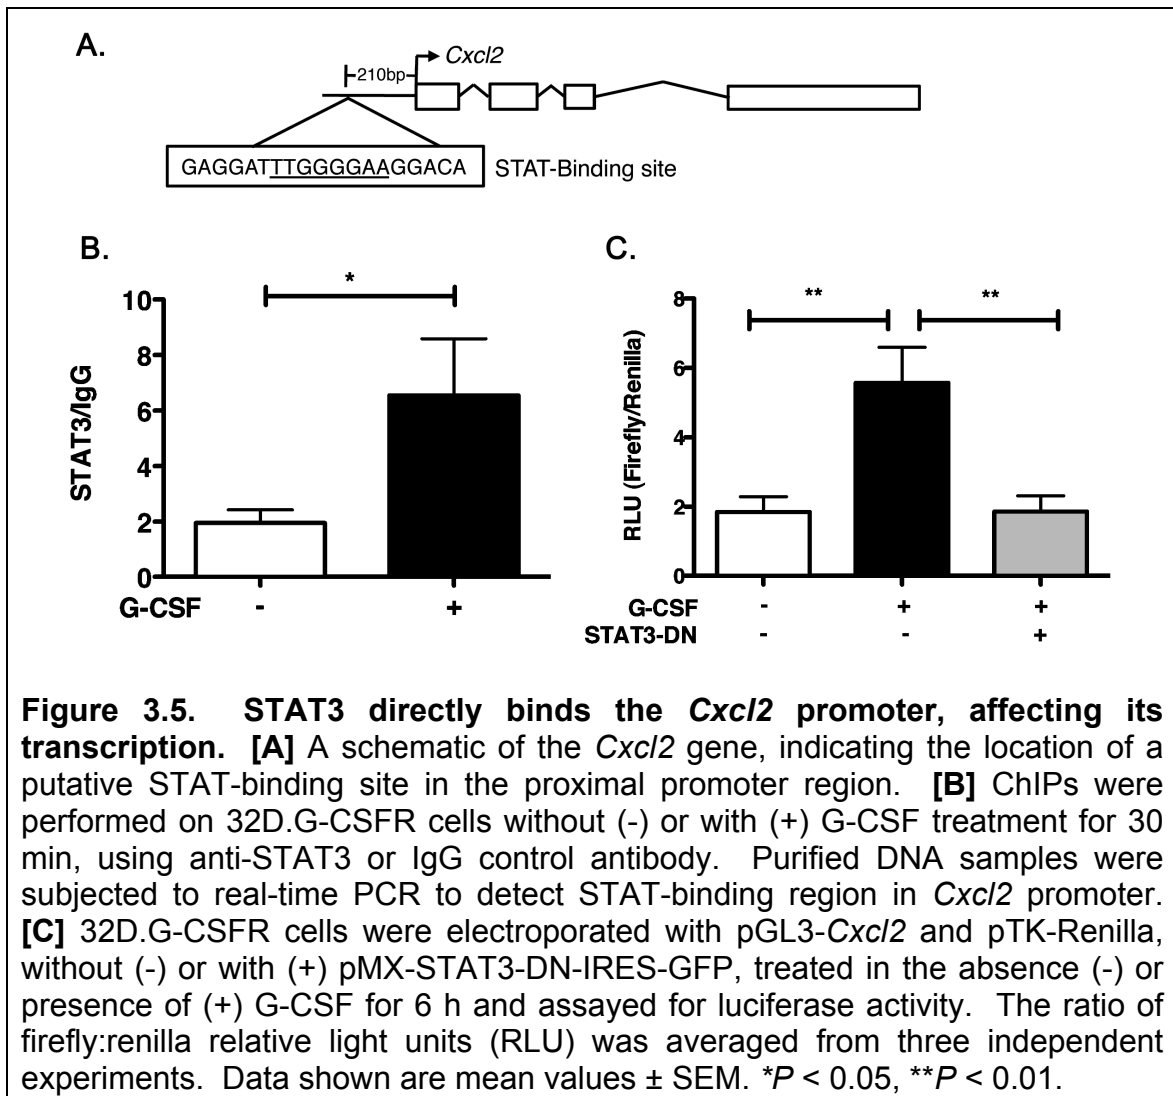 A.
Cxcl2
210bp
GAGGATTTGGGGAAGGACA STAT-Binding site
B.
*
10
8
6
4
2
0
STAT3/IgG
G-CSF - +
C.
** **
8
6
4
2
0
RLU (Firefly/Renilla)
G-CSF - + +
STAT3-DN - - +
Figure 3.5. STAT3 directly binds the Cxcl2 promoter, affecting its
transcription. [A] A schematic of the Cxcl2 gene, indicating the location of a
putative STAT-binding site in the proximal promoter region. [B] ChIPs were
performed on 32D.G-CSFR cells without (-) or with (+) G-CSF treatment for 30
min, using anti-STAT3 or IgG control antibody. Purified DNA samples were
subjected to real-time PCR to detect STAT-binding region in Cxcl2 promoter.
[C] 32D.G-CSFR cells were electroporated with pGL3-Cxcl2 and pTK-Renilla,
without (-) or with (+) pMX-STAT3-DN-IRES-GFP, treated in the absence (-) or
presence of (+) G-CSF for 6 h and assayed for luciferase activity. The ratio of
firefly:renilla relative light units (RLU) was averaged from three independent
experiments. Data shown are mean values ± SEM. *P < 0.05, **P < 0.01.